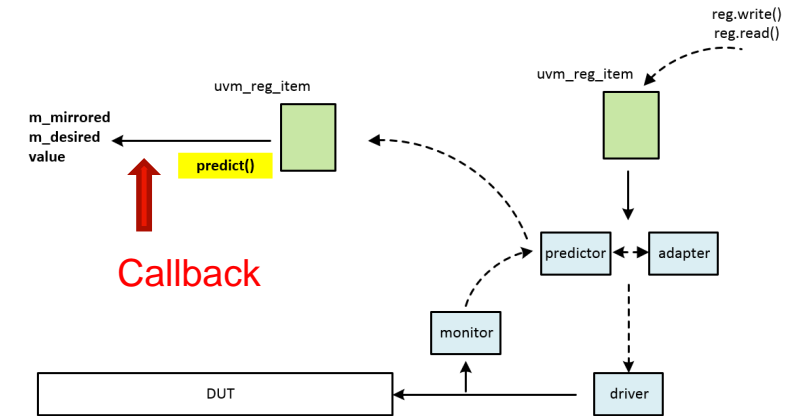 reg.write()
reg.read()
uvm_reg_item
uvm_reg_item
m_mirrored
m_desired
value
predict()
Callback
predictor
adapter
monitor
DUT
driver